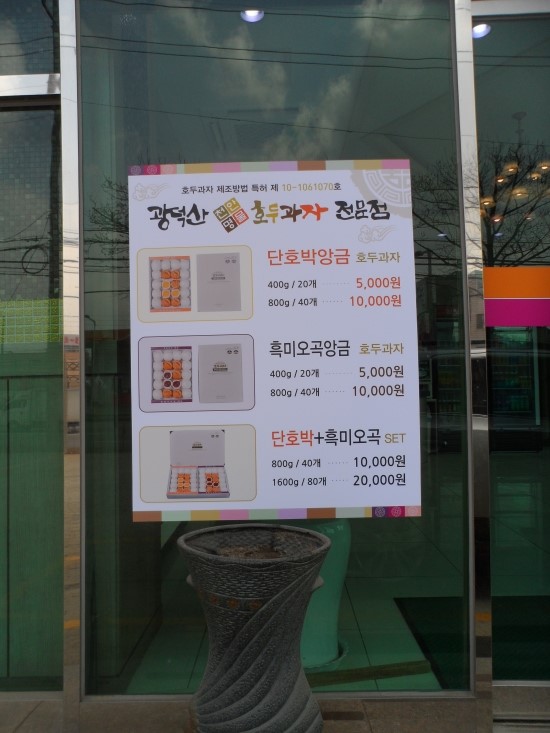 호두과자 제조방법 특허 제 10-1061070호
광덕산 천안명물 호두과자 전문점
단호박앙금 호두과자
400g / 20개 ······ 5,000원
800g / 40개 ······ 10,000원
흑미오곡앙금 호두과자
400g / 20개 ······ 5,000원
800g / 40개 ······ 10,000원
단호박+흑미오곡 SET
800g / 40개 ······ 10,000원
1600g / 80개 ······ 20,000원